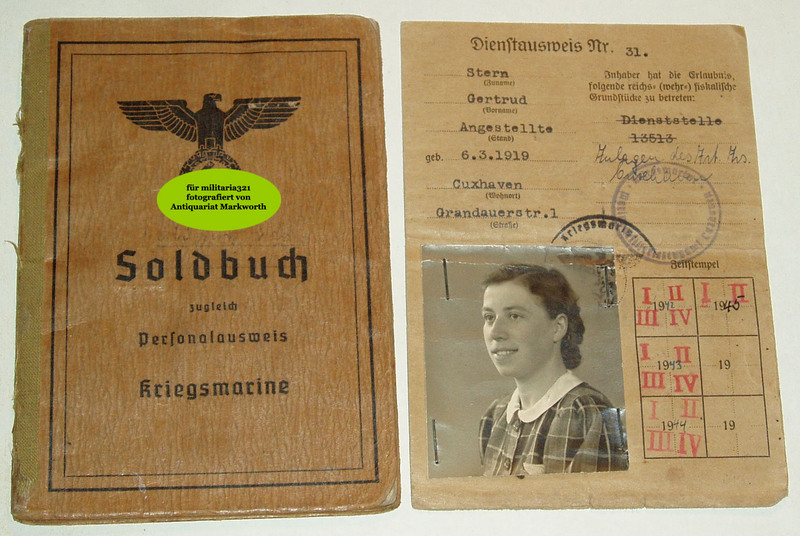 für militaria321
fotografiert von
Antiquariat Markworth
Soldbuch
zugleich
Personalausweis
Kriegsmarine
Dienstausweis Nr. 31.
Stern
(Zuname)
Gertrud
(Vorname)
Angestellte
(Stand)
geb. 6.3.1919
Cuxhaven
(Wohnort)
Grandauerstr.1
(Straße)
Inhaber hat die Erlaubnis,
folgende reichs- (wehr-) fiskalische
Grundstücke zu betreten:
Dienststelle
13513
Kriegsmarine
Zeitstempel
I II
1942
III IV
I II
1945
I II
1943
III IV
19
I II
1944
III IV
19